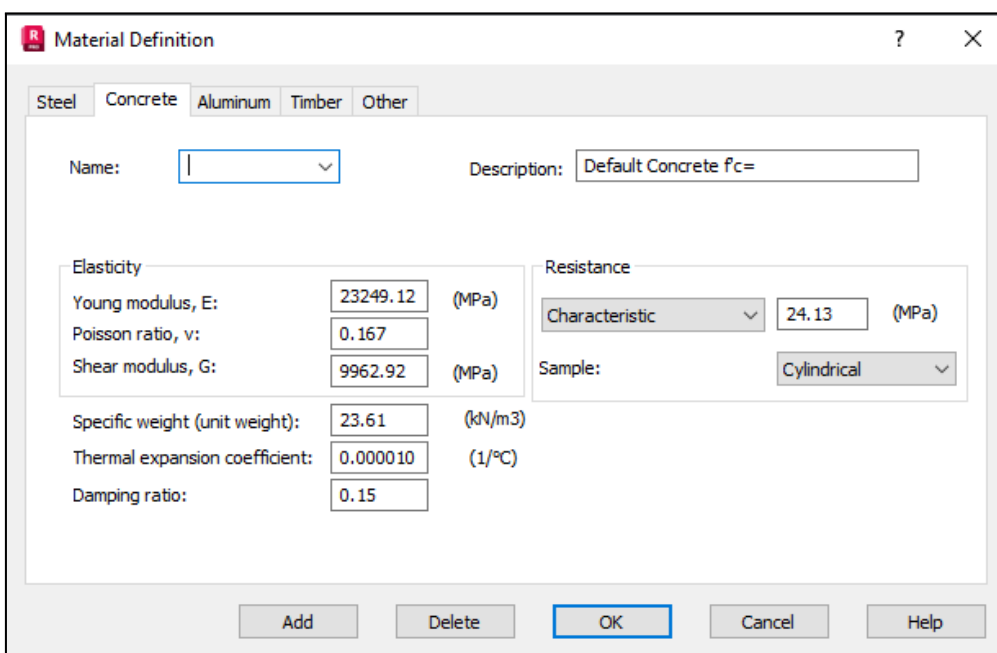 R
PRO
Material Definition ? ×
Steel Concrete Aluminum Timber Other
Name: Description: Default Concrete f'c=
Elasticity Resistance
Young modulus, E: 23249.12 (MPa) Characteristic 24.13 (MPa)
Poisson ratio, v: 0.167
Shear modulus, G: 9962.92 (MPa) Sample: Cylindrical
Specific weight (unit weight): 23.61 (kN/m3)
Thermal expansion coefficient: 0.000010 (1/°C)
Damping ratio: 0.15
Add Delete OK Cancel Help